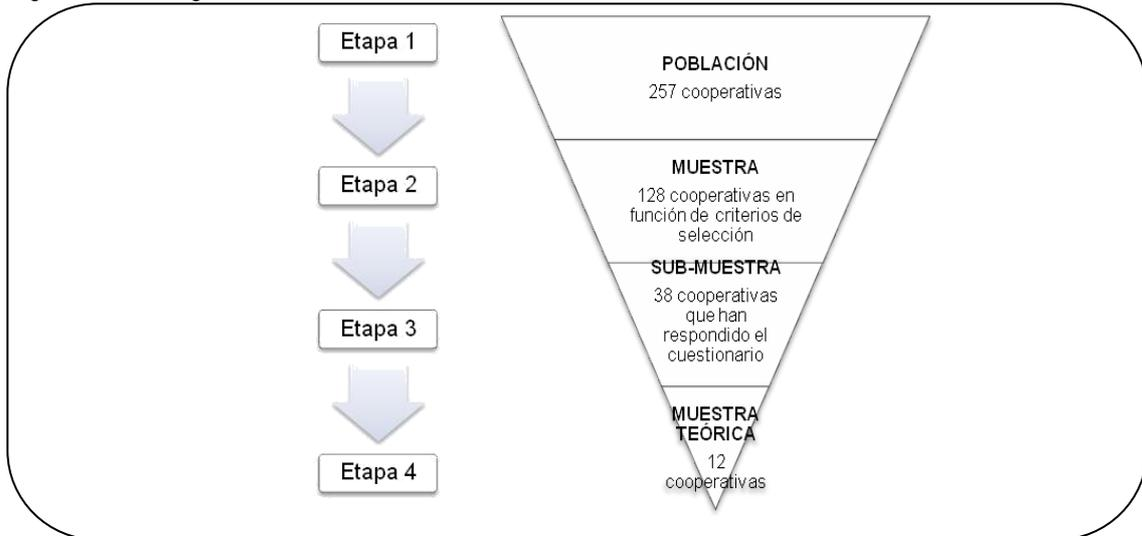 Etapa 1
Etapa 2
Etapa 3
Etapa 4
POBLACIÓN
257 cooperativas
MUESTRA
128 cooperativas en
función de criterios de
selección
SUB-MUESTRA
38 cooperativas
que han
respondido el
cuestionario
MUESTRA
TEÓRICA
12
cooperativas